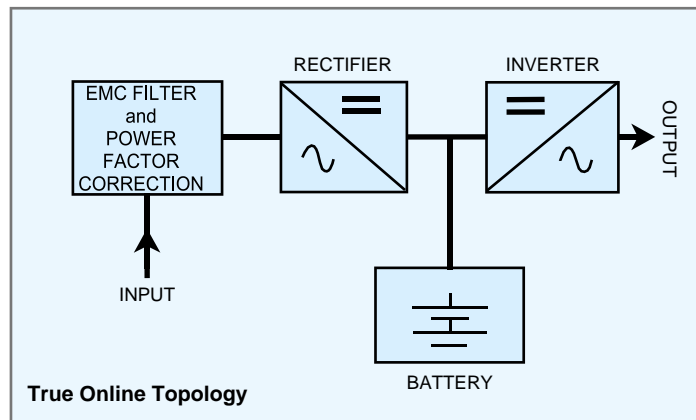 RECTIFIER
INVERTER
EMC FILTER
and
POWER
FACTOR
CORRECTION
OUTPUT
INPUT
BATTERY
True Online Topology